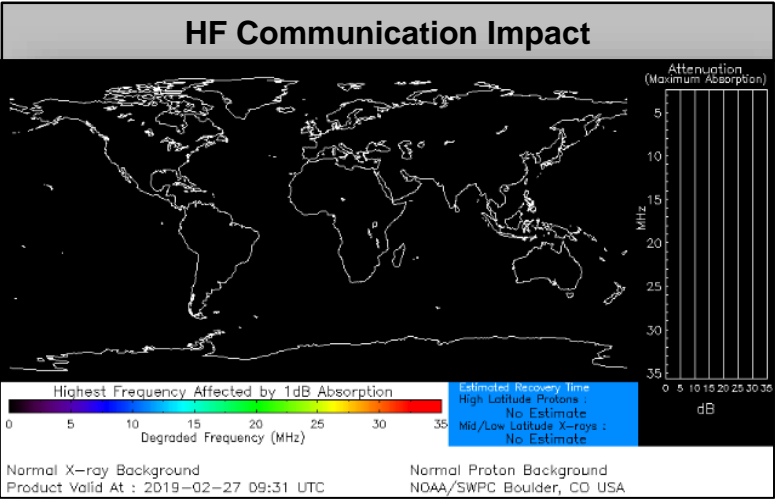 HF Communication Impact
Attenuation
(Maximum Absorption)
5
10
15
20
25
30
35
MHz
0 5 10 15 20 25 30 35
dB
Highest Frequency Affected by 1dB Absorption
0 5 10 15 20 25 30 35
Degraded Frequency (MHz)
Estimated Recovery Time
High Latitude Protons :
No Estimate
Mid/Low Latitude X-rays :
No Estimate
Normal X-ray Background
Product Valid At : 2019-02-27 09:31 UTC
Normal Proton Background
NOAA/SWPC Boulder, CO USA